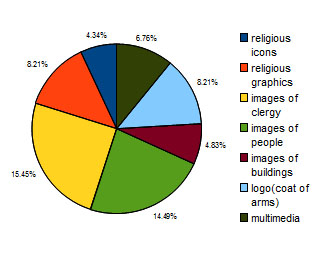 4.34%
6.76%
8.21%
8.21%
15.45%
4.83%
14.49%
religious
icons
religious
graphics
images of
clergy
images of
people
images of
buildings
logo(coat of
arms)
multimedia